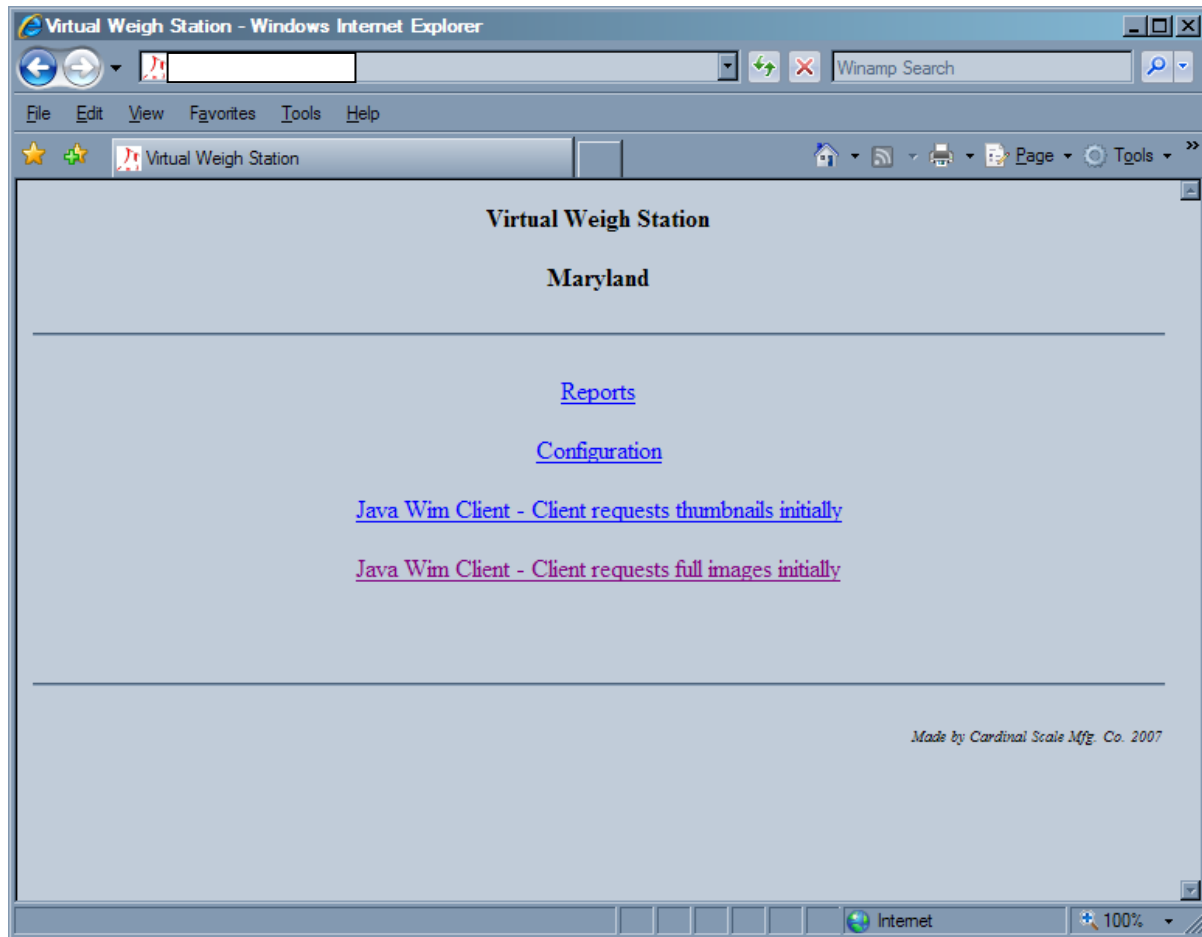 Virtual Weigh Station - Windows Internet Explorer
Winamp Search
File Edit View Favorites Tools Help
Virtual Weigh Station
Page Tools »
Virtual Weigh Station
Maryland
Reports
Configuration
Java Wim Client - Client requests thumbnails initially
Java Wim Client - Client requests full images initially
Made by Cardinal Scale Mfg. Co. 2007
Internet 100%